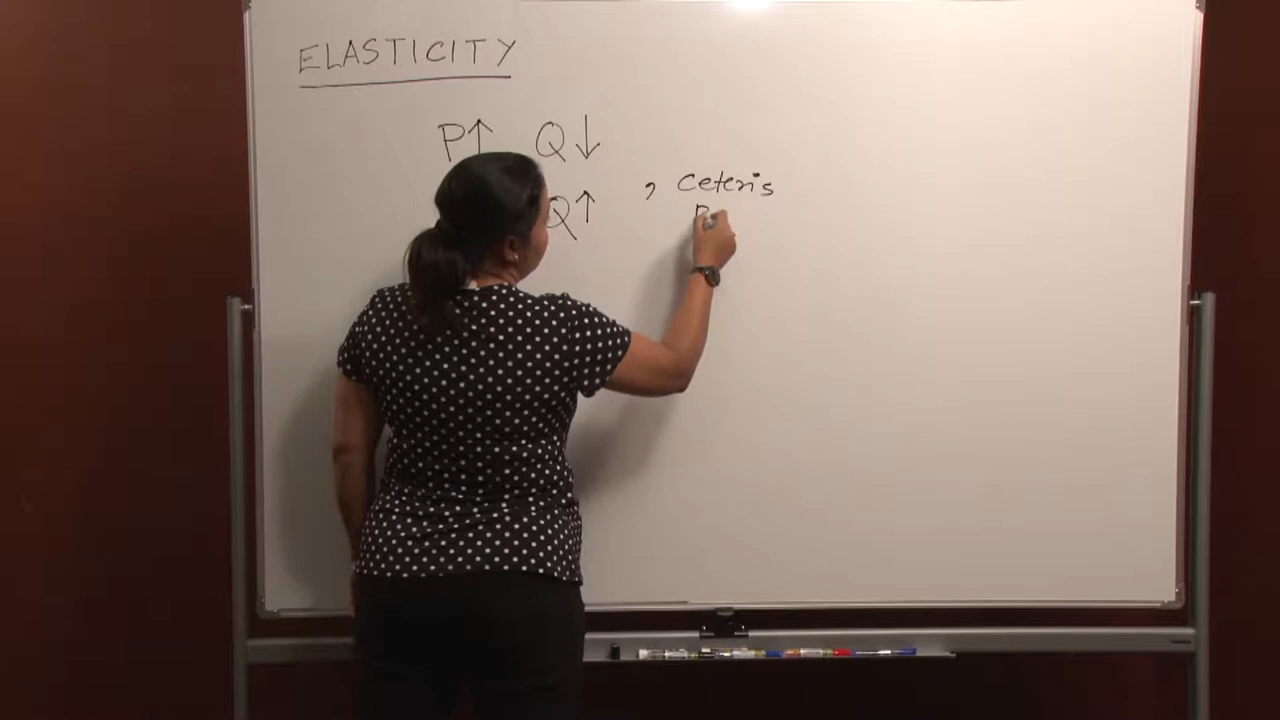 ELASTICITY
P↑ Q↓
Q↑ , Ceteris
P